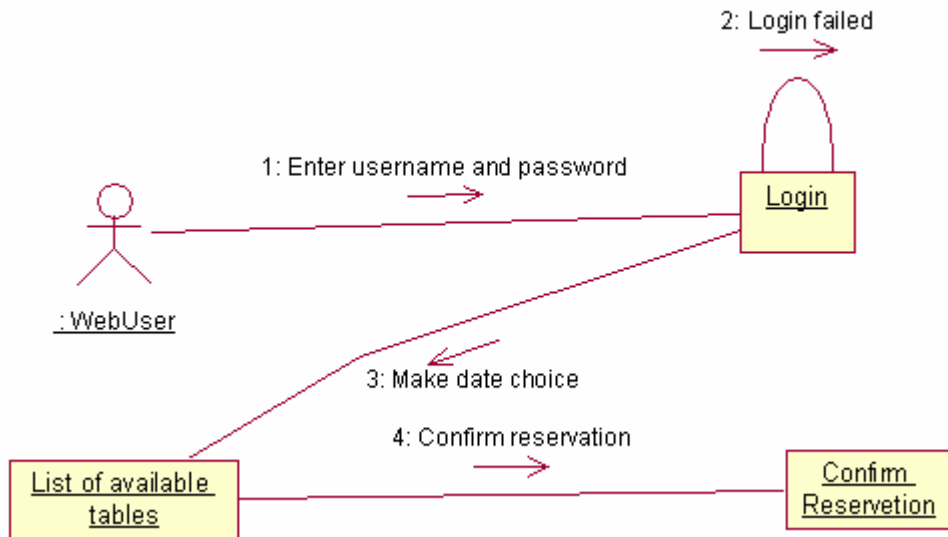 2: Login failed
1: Enter username and password
Login
: WebUser
3: Make date choice
4: Confirm reservation
List of available
tables
Confirm
Reservetion